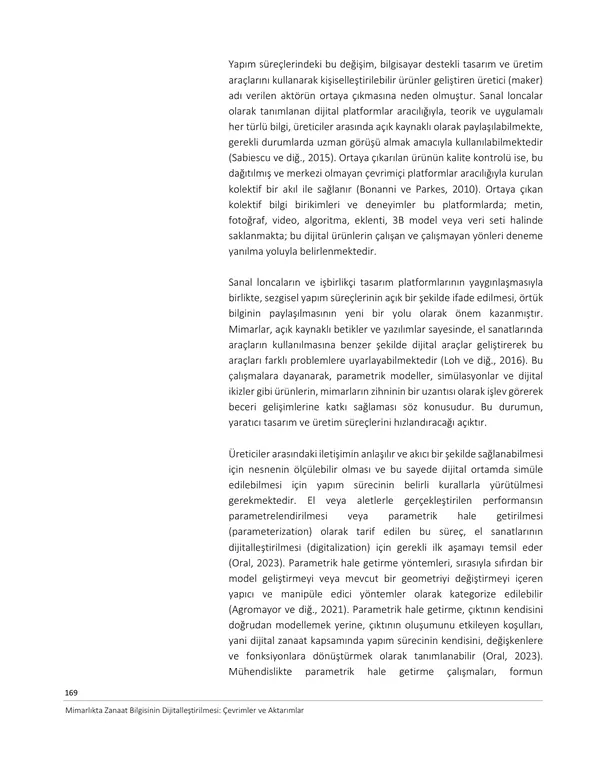 Yapım süreçlerindeki bu değişim, bilgisayar destekli tasarım ve üretim
araçlarını kullanarak kişiselleştirilebilir ürünler geliştiren üretici (maker)
adı verilen aktörün ortaya çıkmasına neden olmuştur. Sanal loncalar
olarak tanımlanan dijital platformlar aracılığıyla, teorik ve uygulamalı
her türlü bilgi, üreticiler arasında açık kaynaklı olarak paylaşılabilmekte,
gerekli durumlarda uzman görüşü almak amacıyla kullanılabilmektedir
(Sabiescu ve diğ., 2015). Ortaya çıkarılan ürünün kalite kontrolü ise, bu
dağıtılmış ve merkezi olmayan çevrimiçi platformlar aracılığıyla kurulan
kolektif bir akıl ile sağlanır (Bonanni ve Parkes, 2010). Ortaya çıkan
kolektif bilgi birikimleri ve deneyimler bu platformlarda; metin,
fotoğraf, video, algoritma, eklenti, 3B model veya veri seti halinde
saklanmakta; bu dijital ürünlerin çalışan ve çalışmayan yönleri deneme
yanılma yoluyla belirlenmektedir.
Sanal loncaların ve işbirlikçi tasarım platformlarının yaygınlaşmasıyla
birlikte, sezgisel yapım süreçlerinin açık bir şekilde ifade edilmesi, örtük
bilginin paylaşılmasının yeni bir yolu olarak önem kazanmıştır.
Mimarlar, açık kaynaklı betikler ve yazılımlar sayesinde, el sanatlarında
araçların kullanılmasına benzer şekilde dijital araçlar geliştirerek bu
araçları farklı problemlere uyarlayabilmektedir (Loh ve diğ., 2016). Bu
çalışmalara dayanarak, parametrik modeller, simülasyonlar ve dijital
ikizler gibi ürünlerin, mimarların zihninin bir uzantısı olarak işlev görerek
beceri gelişimlerine katkı sağlaması söz konusudur. Bu durumun,
yaratıcı tasarım ve üretim süreçlerini hızlandıracağı açıktır.
Üreticiler arasındaki iletişimin anlaşılır ve akıcı bir şekilde sağlanabilmesi
için nesnenin ölçülebilir olması ve bu sayede dijital ortamda simüle
edilebilmesi için yapım sürecinin belirli kurallarla yürütülmesi
gerekmektedir. El veya aletlerle gerçekleştirilen performansın
parametrelendirilmesi veya parametrik hale getirilmesi
(parameterization) olarak tarif edilen bu süreç, el sanatlarının
dijitalleştirilmesi (digitalization) için gerekli ilk aşamayı temsil eder
(Oral, 2023). Parametrik hale getirme yöntemleri, sırasıyla sıfırdan bir
model geliştirmeyi veya mevcut bir geometriyi değiştirmeyi içeren
yapıcı ve manipüle edici yöntemler olarak kategorize edilebilir
(Agromayor ve diğ., 2021). Parametrik hale getirme, çıktının kendisini
doğrudan modellemek yerine, çıktının oluşumunu etkileyen koşulları,
yani dijital zanaat kapsamında yapım sürecinin kendisini, değişkenlere
ve fonksiyonlara dönüştürmek olarak tanımlanabilir (Oral, 2023).
Mühendislikte parametrik hale getirme çalışmaları, formun
169
Mimarlıkta Zanaat Bilgisinin Dijitalleştirilmesi: Çevrimler ve Aktarımlar